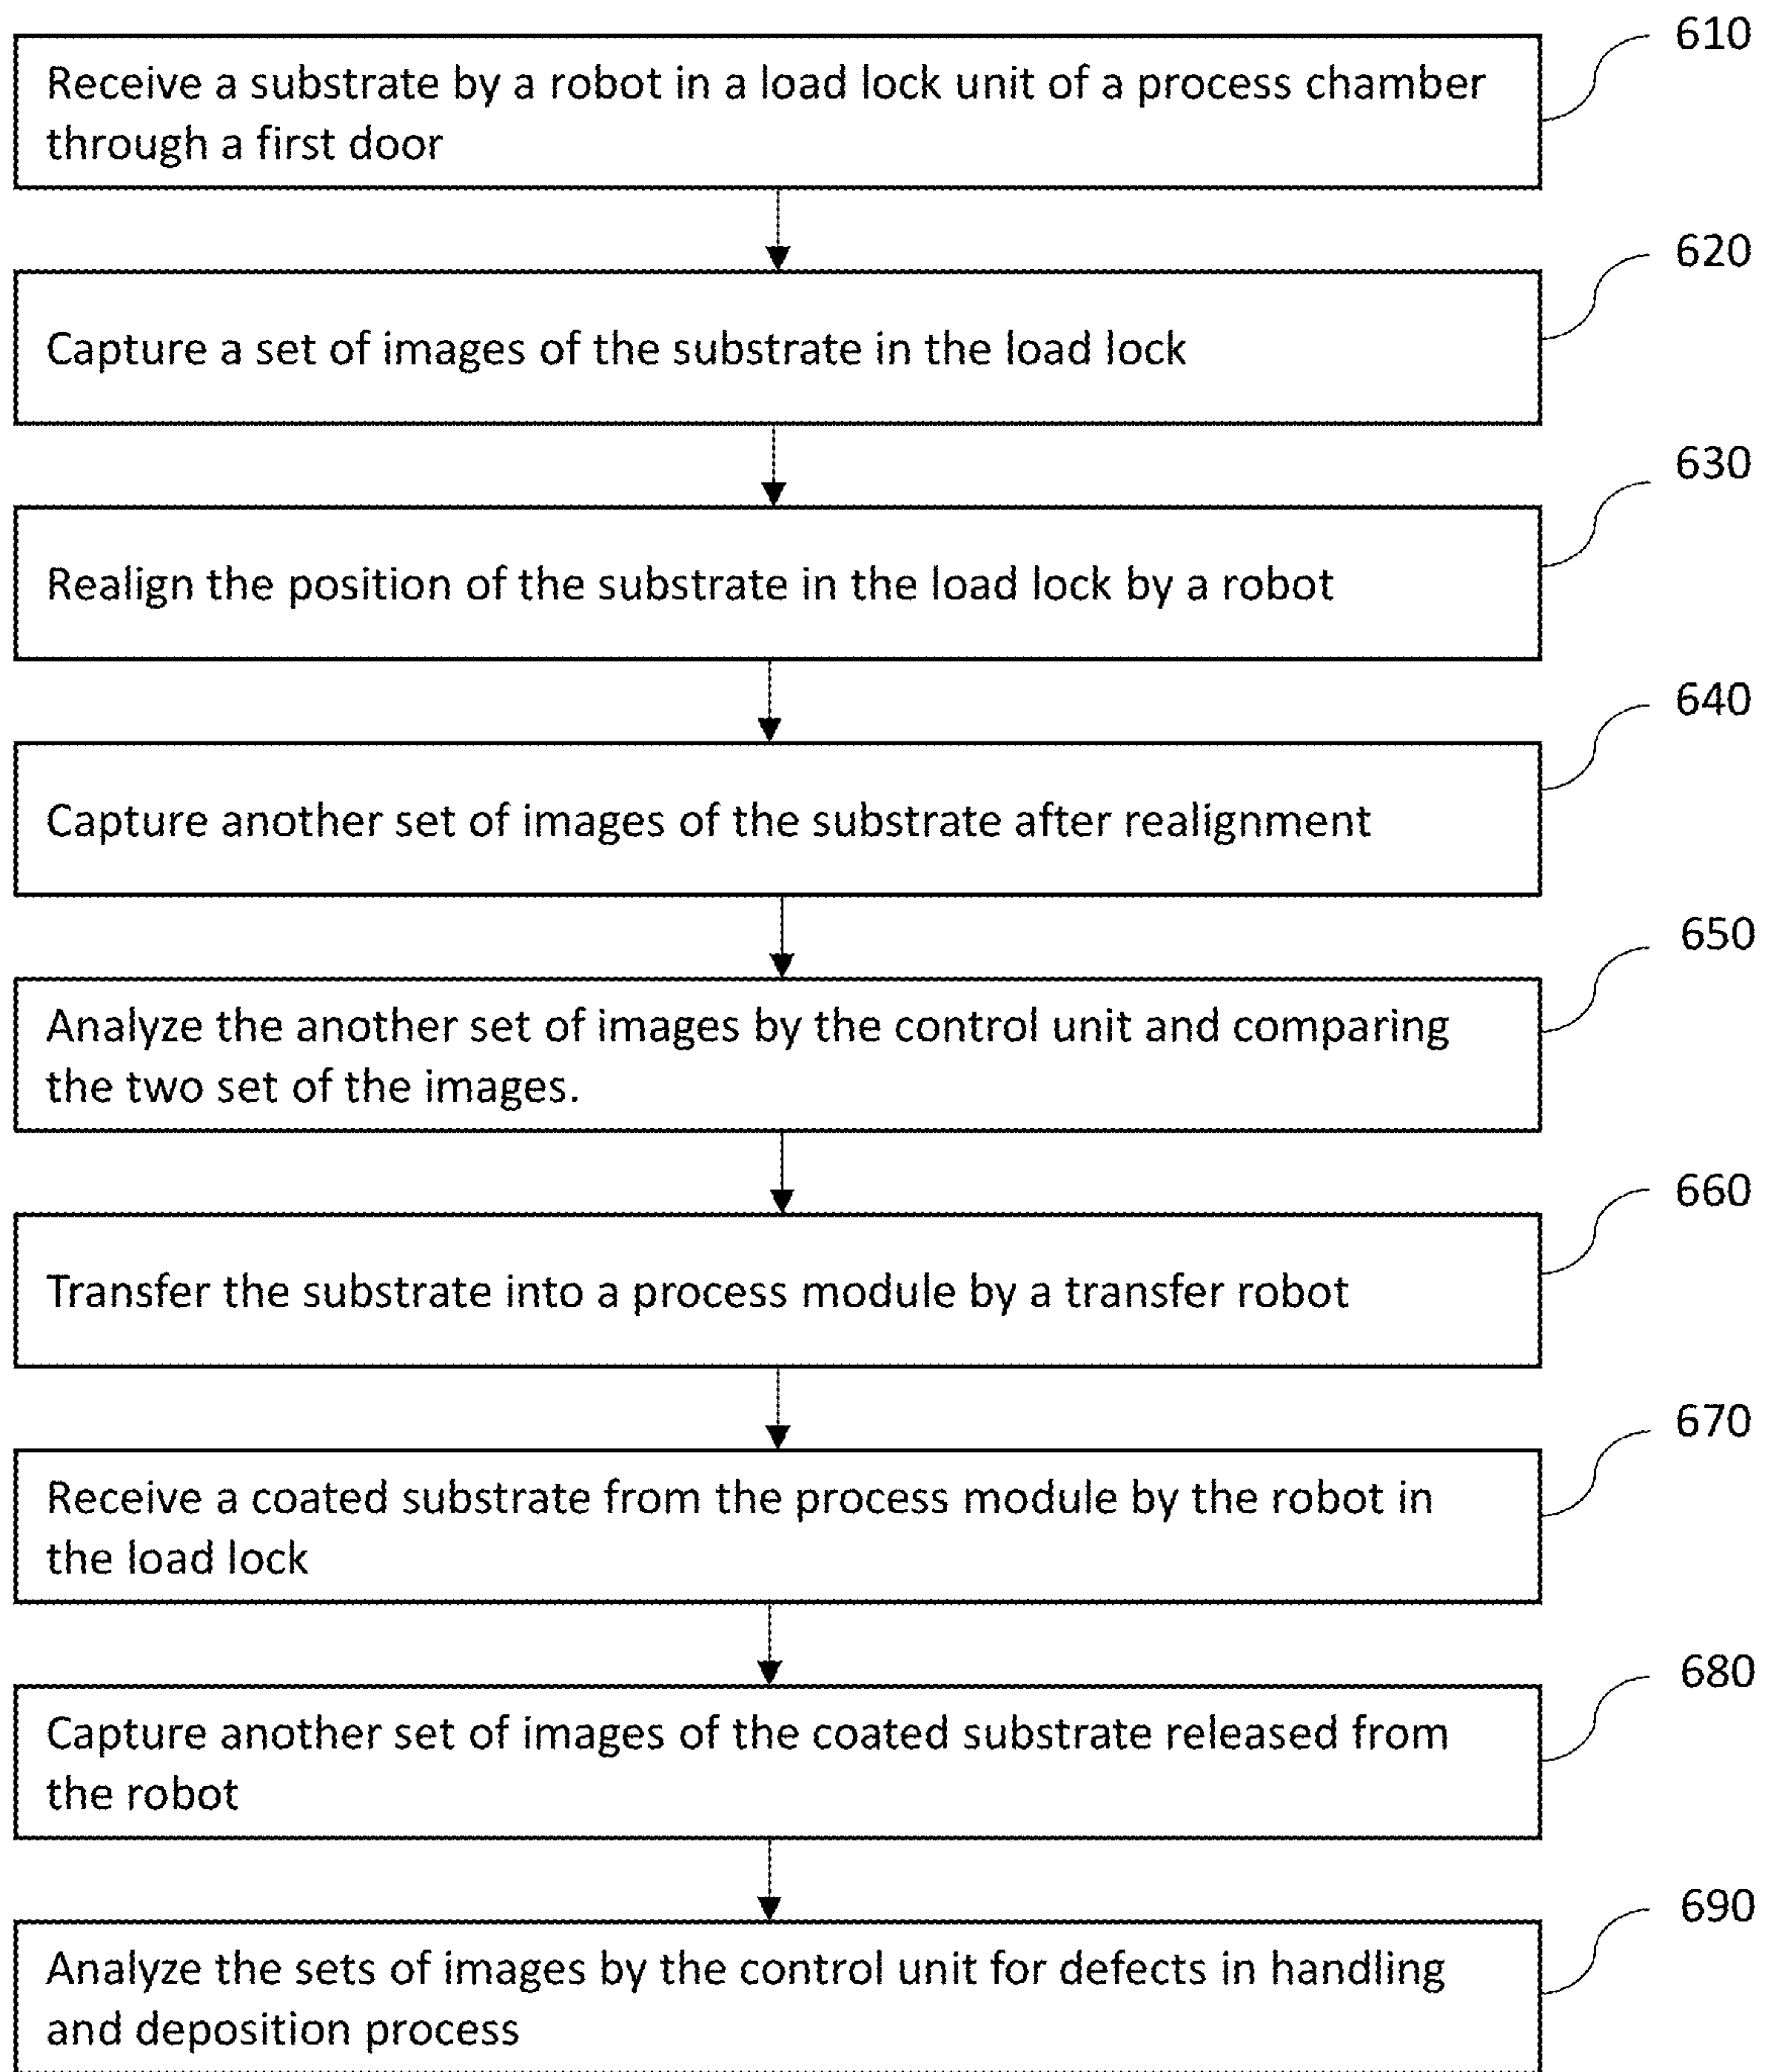 610
Receive a substrate by a robot in a load lock unit of a process chamber
through a first door
620
Capture a set of images of the substrate in the load lock
630
Realign the position of the substrate in the load lock by a robot
640
Capture another set of images of the substrate after realignment
650
Analyze the another set of images by the control unit and comparing
the two set of the images.
660
Transfer the substrate into a process module by a transfer robot
670
Receive a coated substrate from the process module by the robot in
the load lock
680
Capture another set of images of the coated substrate released from
the robot
690
Analyze the sets of images by the control unit for defects in handling
and deposition process